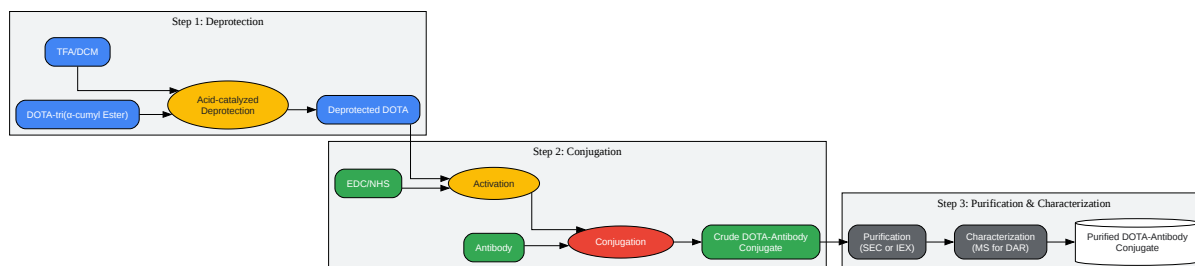 Step 1: Deprotection
TFA/DCM
DOTA-tri(α-cumyl Ester)
Acid-catalyzed
Deprotection
Deprotected DOTA
Step 2: Conjugation
EDC/NHS
Activation
Antibody
Conjugation
Crude DOTA-Antibody
Conjugate
Step 3: Purification & Characterization
Purification
(SEC or IEX)
Characterization
(MS for DAR)
Purified DOTA-Antibody
Conjugate